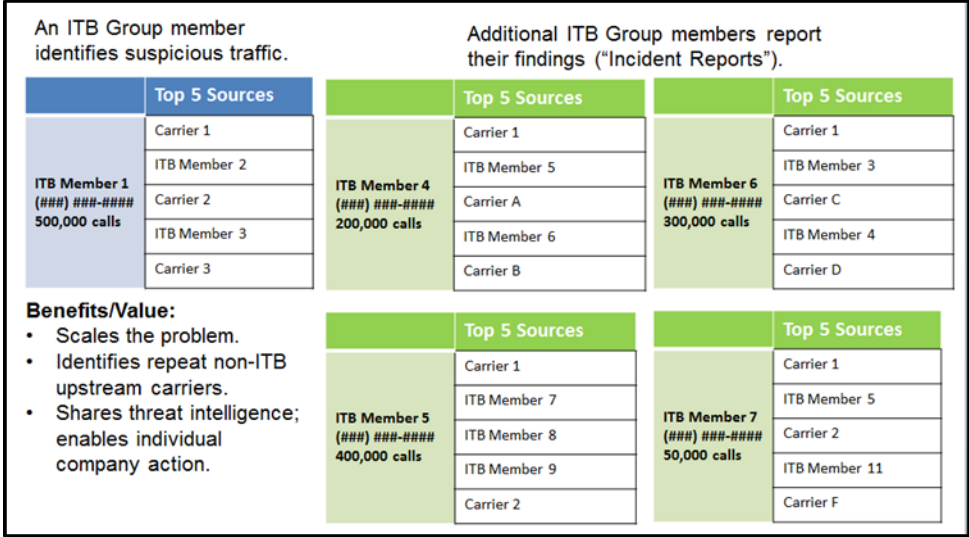 An ITB Group member
identifies suspicious traffic.
Additional ITB Group members report
their findings (“Incident Reports”).
Top 5 Sources
ITB Member 1
(###) ###-####
500,000 calls
Carrier 1
ITB Member 2
Carrier 2
ITB Member 3
Carrier 3
Top 5 Sources
ITB Member 4
(###) ###-####
200,000 calls
Carrier 1
ITB Member 5
Carrier A
ITB Member 6
Carrier B
Top 5 Sources
ITB Member 6
(###) ###-####
300,000 calls
Carrier 1
ITB Member 3
Carrier C
ITB Member 4
Carrier D
Benefits/Value:
• Scales the problem.
• Identifies repeat non-ITB
upstream carriers.
• Shares threat intelligence;
enables individual
company action.
Top 5 Sources
ITB Member 5
(###) ###-####
400,000 calls
Carrier 1
ITB Member 7
ITB Member 8
ITB Member 9
Carrier 2
Top 5 Sources
ITB Member 7
(###) ###-####
50,000 calls
Carrier 1
ITB Member 5
Carrier 2
ITB Member 11
Carrier F